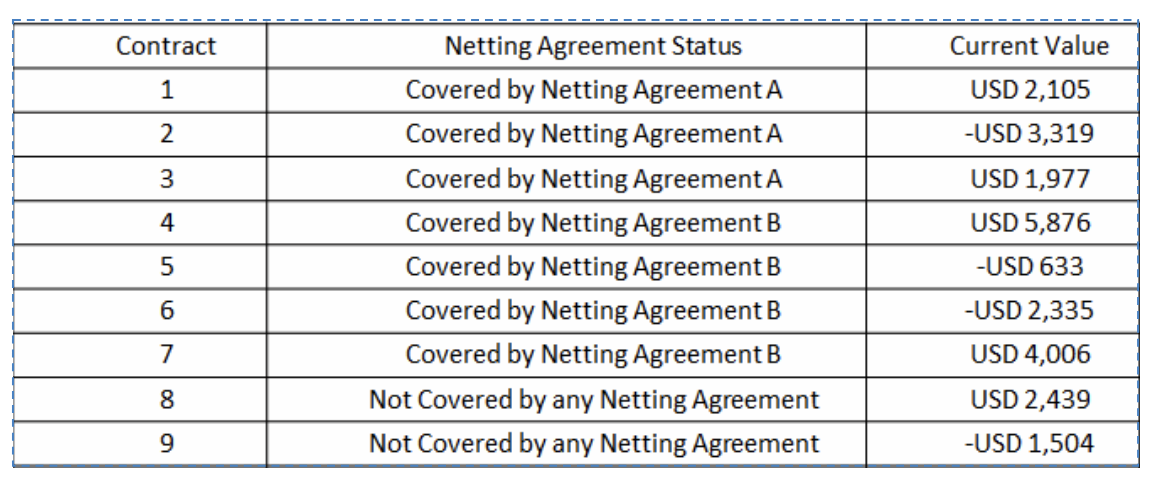 Contract Netting Agreement Status Current Value
1 Covered by Netting Agreement A USD 2,105
2 Covered by Netting Agreement A -USD 3,319
3 Covered by Netting Agreement A USD 1,977
4 Covered by Netting Agreement B USD 5,876
5 Covered by Netting Agreement B -USD 633
6 Covered by Netting Agreement B -USD 2,335
7 Covered by Netting Agreement B USD 4,006
8 Not Covered by any Netting Agreement USD 2,439
9 Not Covered by any Netting Agreement -USD 1,504